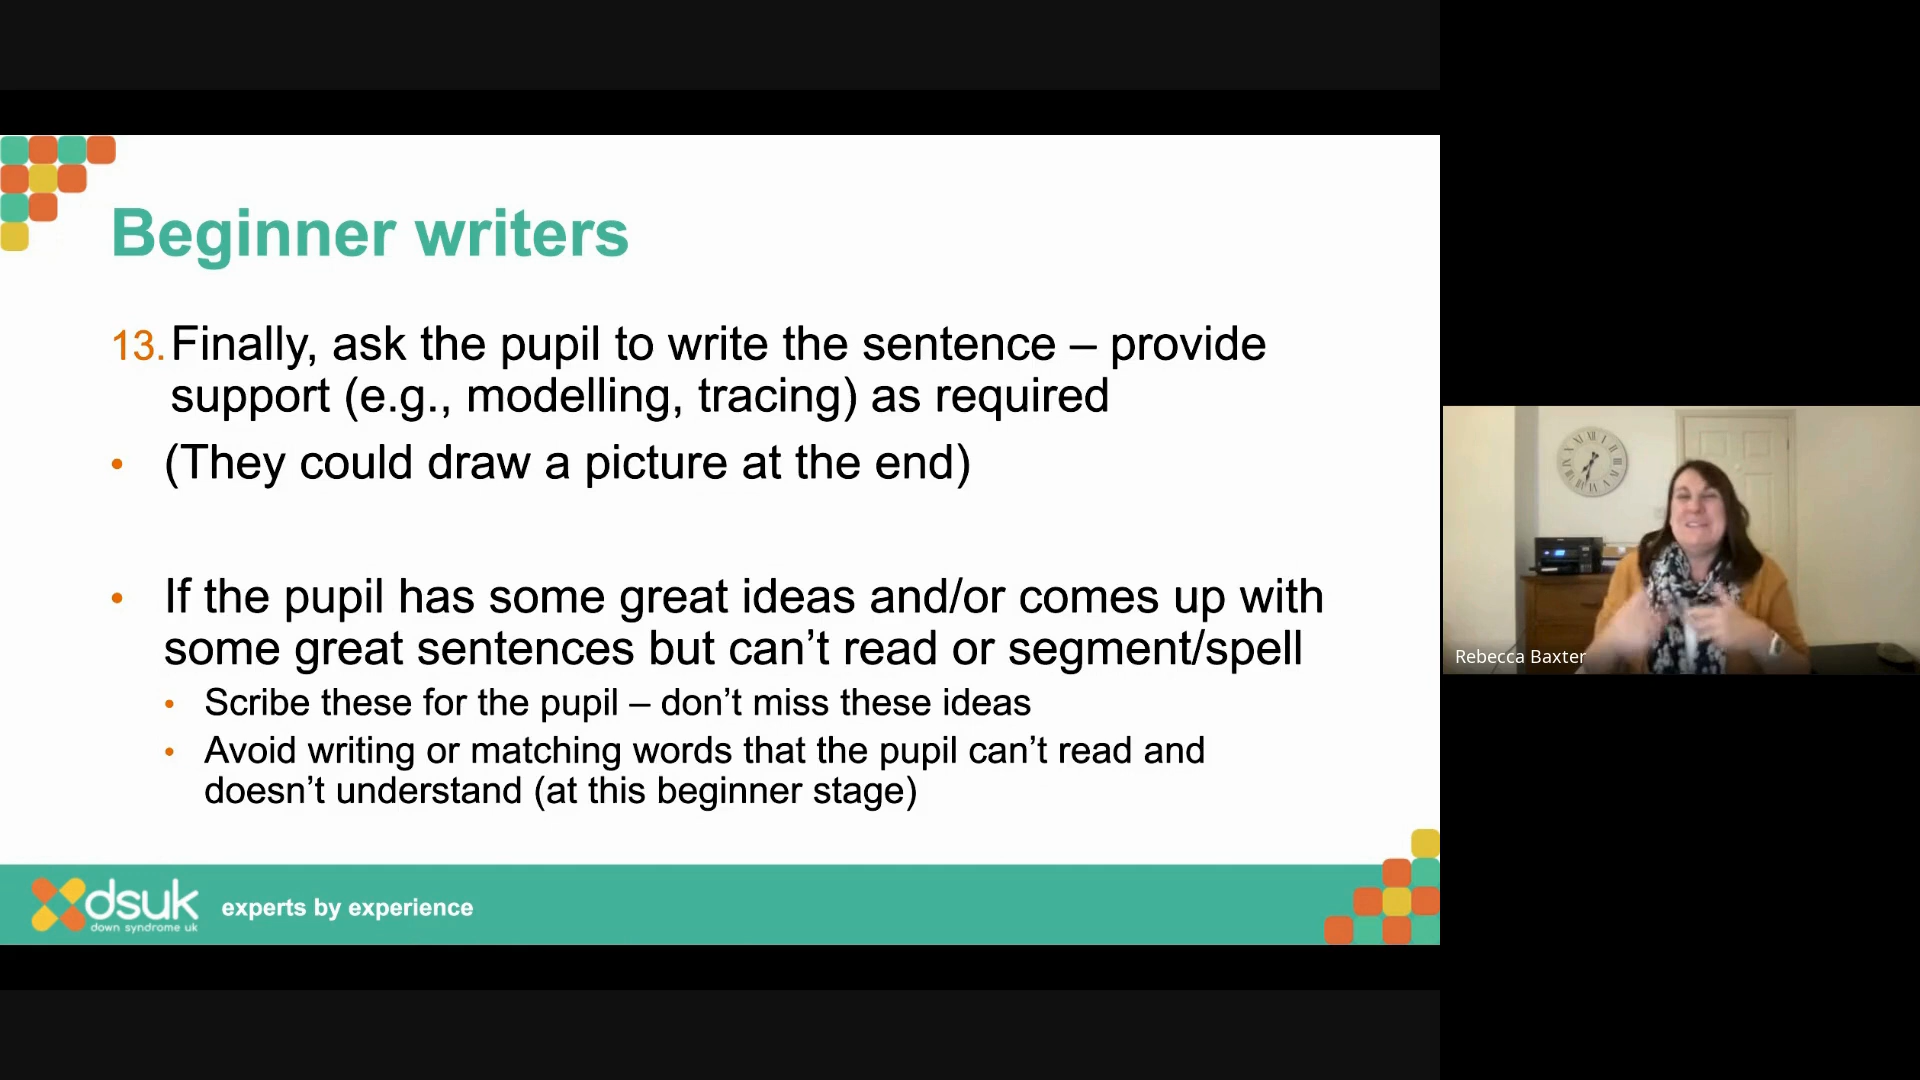 Beginner writers
13. Finally, ask the pupil to write the sentence – provide
support (e.g., modelling, tracing) as required
• (They could draw a picture at the end)
• If the pupil has some great ideas and/or comes up with
some great sentences but can’t read or segment/spell
• Scribe these for the pupil – don’t miss these ideas
• Avoid writing or matching words that the pupil can’t read and
doesn’t understand (at this beginner stage)
dsuk
down syndrome uk
experts by experience
Rebecca Baxter